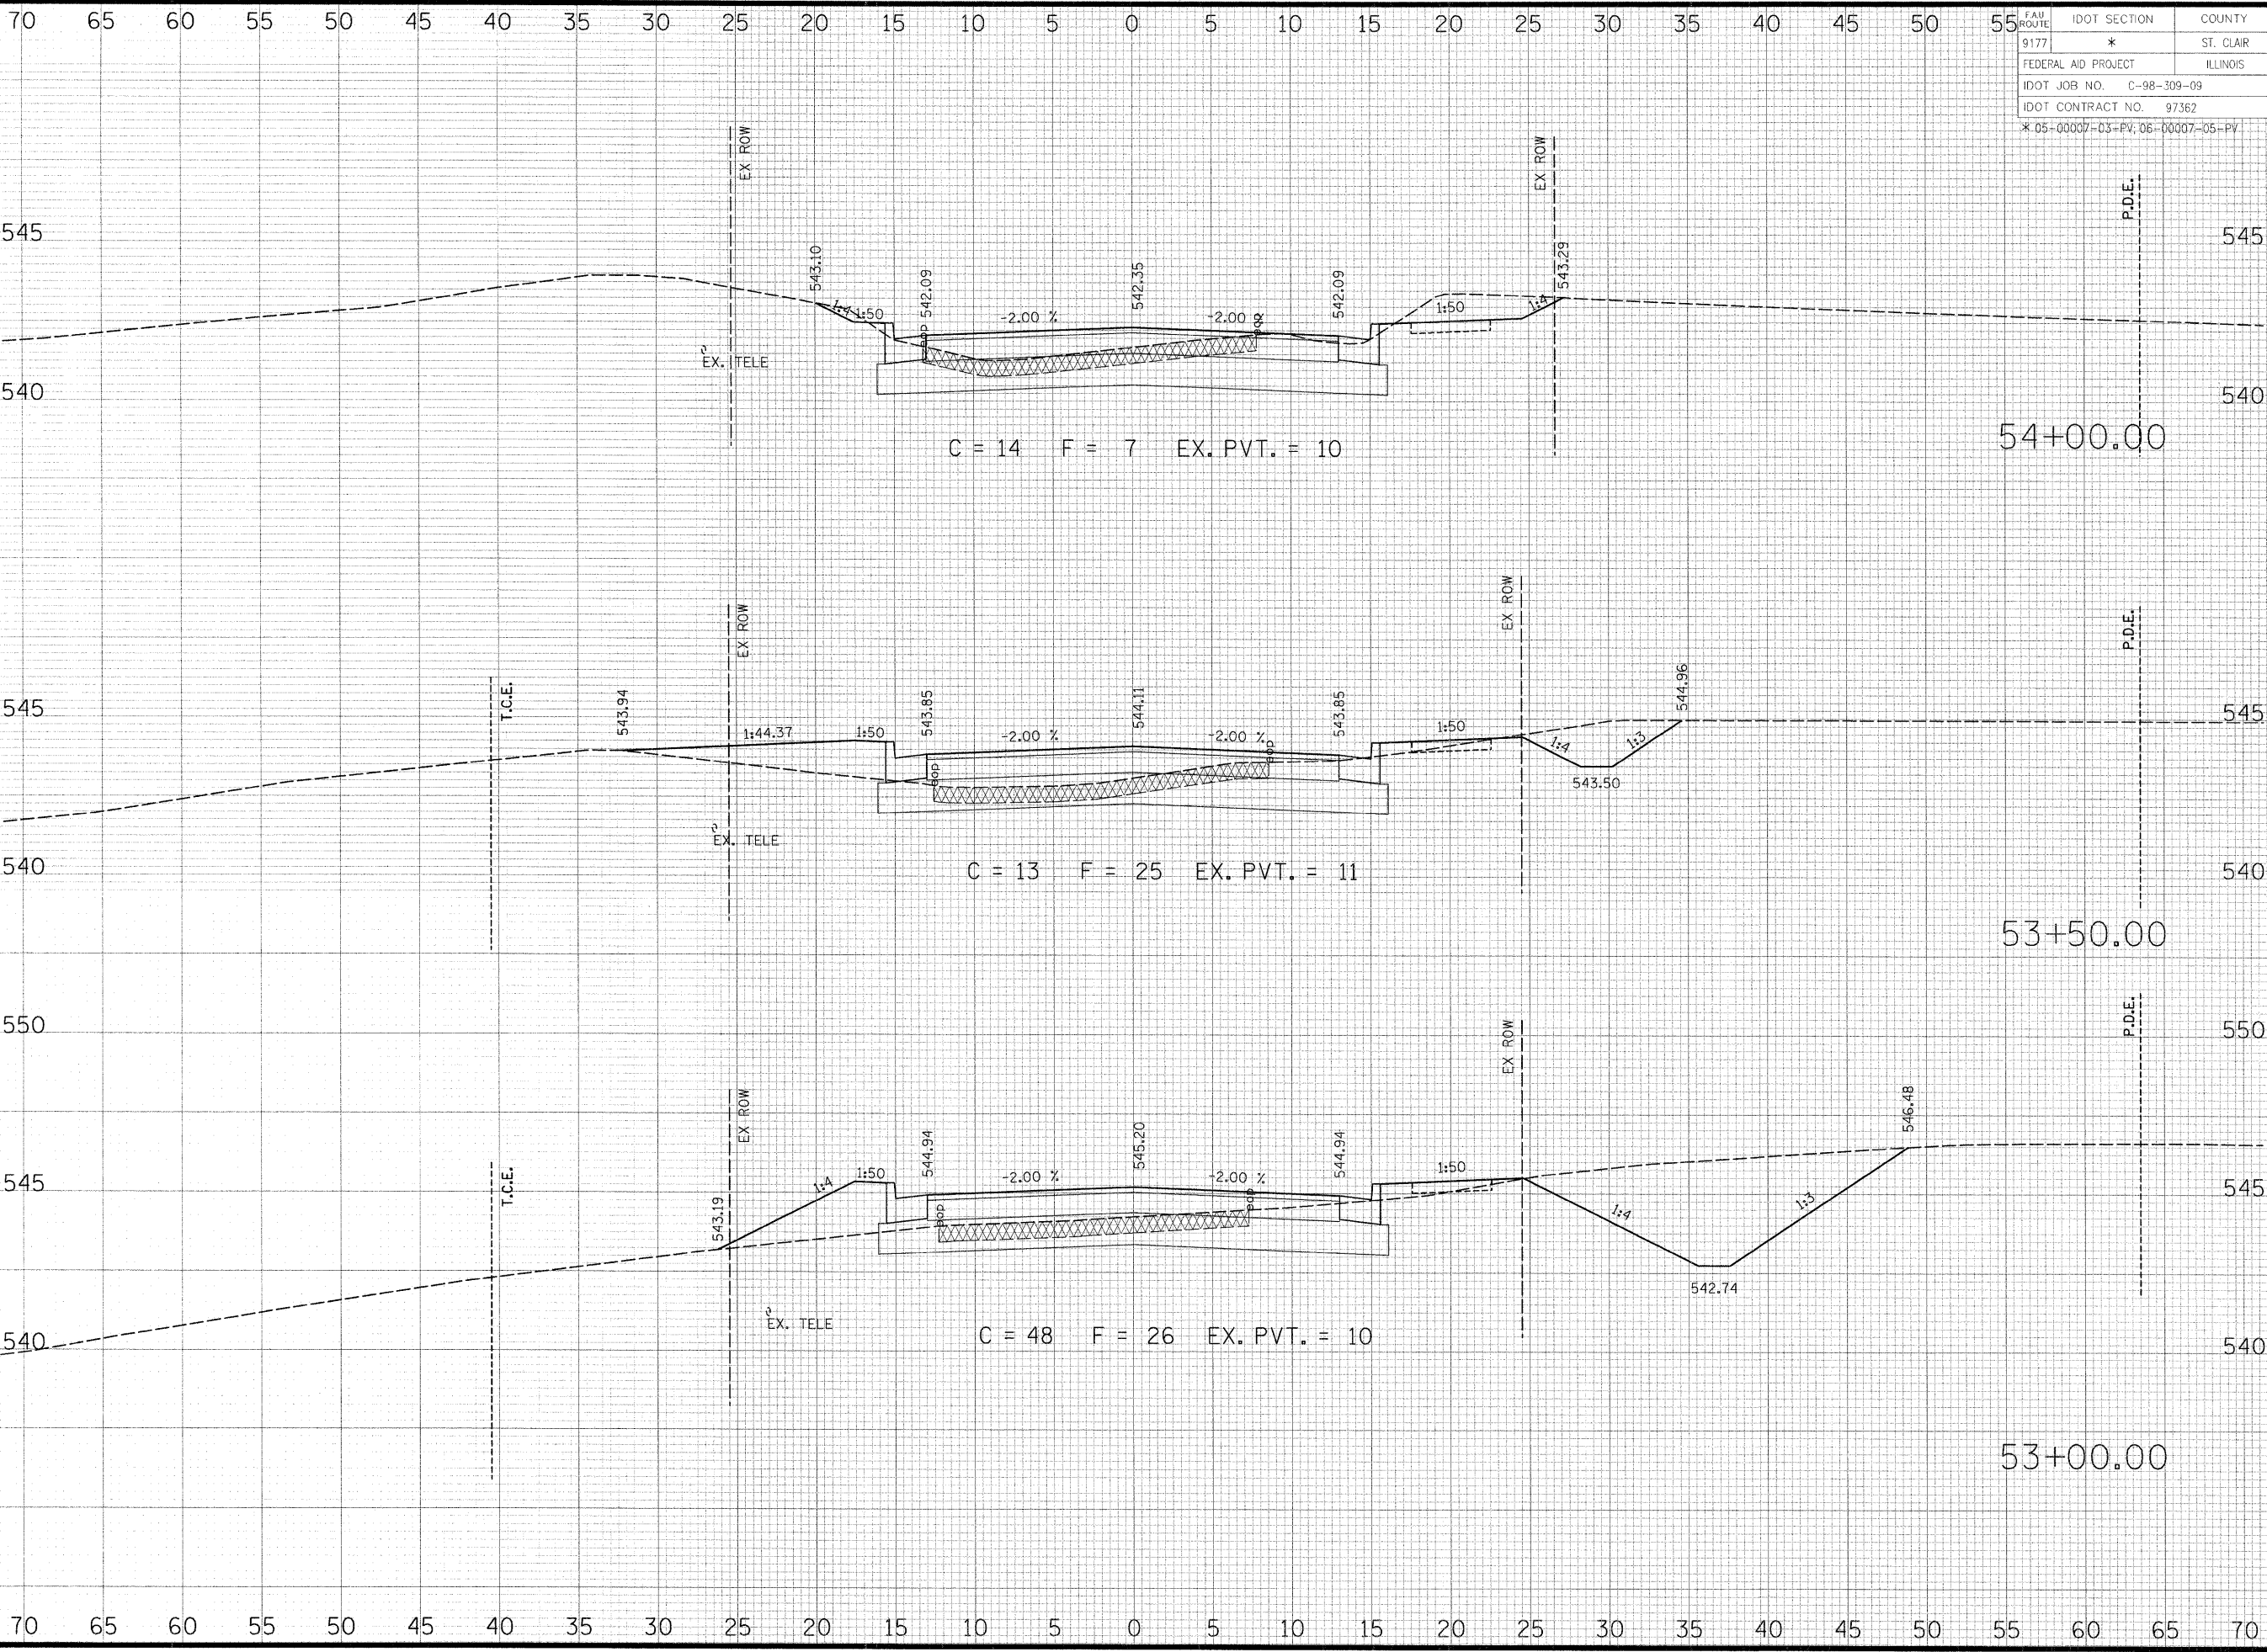 70 65 60 55 50 45 40 35 30 25 20 15 10 5 0 5 10 15 20 25 30 35 40 45 50 55
F.A.U ROUTE IDOT SECTION COUNTY
9177 * ST. CLAIR
FEDERAL AID PROJECT ILLINOIS
IDOT JOB NO. C-98-309-09
IDOT CONTRACT NO. 97362
* 05-00007-03-PV; 06-00007-05-PV
EX ROW EX ROW P.D.E.
545 545
543.10 542.09 542.35 542.09 543.29
1:4 1:50 -2.00 % -2.00 % 1:50 1:4
eop eop
EX. TELE
540 540
54+00.00
C = 14 F = 7 EX. PVT. = 10
EX ROW EX ROW P.D.E.
T.C.E.
545 545
543.94 543.85 544.11 543.85 544.96
1:44.37 1:50 -2.00 % -2.00 % 1:50 1:4 1:3
eop eop
543.50
EX. TELE
540 540
C = 13 F = 25 EX. PVT. = 11
53+50.00
550 550
EX ROW EX ROW P.D.E.
T.C.E.
545 545
543.19 544.94 545.20 544.94 546.48
1:4 1:50 -2.00 % -2.00 % 1:50 1:4 1:3
eop eop
542.74
EX. TELE
540 540
C = 48 F = 26 EX. PVT. = 10
53+00.00
70 65 60 55 50 45 40 35 30 25 20 15 10 5 0 5 10 15 20 25 30 35 40 45 50 55 60 65 70